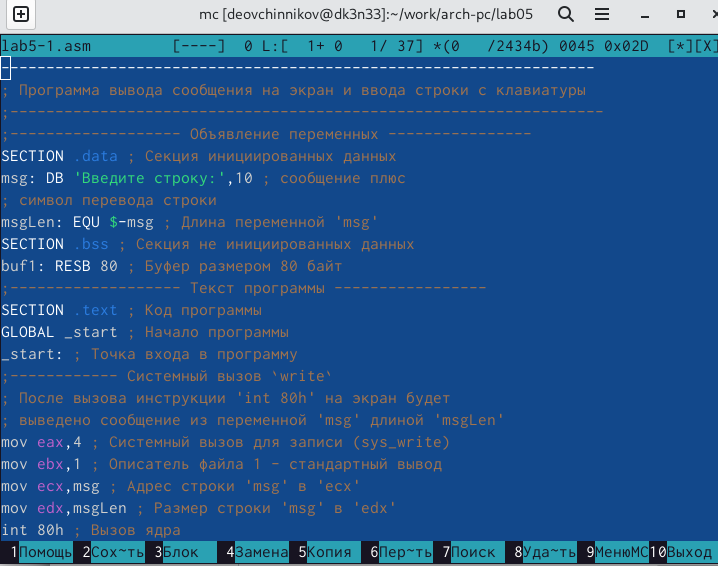 mc [deovchinnikov@dk3n33]:~/work/arch-pc/lab05
lab5-1.asm [----] 0 L:[ 1+ 0 1/ 37] *(0 /2434b) 0045 0x02D [*][X]
------------------------------------------------------------------
; Программа вывода сообщения на экран и ввода строки с клавиатуры
;------------------------------------------------------------------
;------------------- Объявление переменных ----------------
SECTION .data ; Секция инициированных данных
msg: DB 'Введите строку:',10 ; сообщение плюс
; символ перевода строки
msgLen: EQU $-msg ; Длина переменной 'msg'
SECTION .bss ; Секция не инициированных данных
buf1: RESB 80 ; Буфер размером 80 байт
;------------------- Текст программы -----------------
SECTION .text ; Код программы
GLOBAL _start ; Начало программы
_start: ; Точка входа в программу
;------------ Системный вызов `write`
; После вызова инструкции 'int 80h' на экран будет
; выведено сообщение из переменной 'msg' длиной 'msgLen'
mov eax,4 ; Системный вызов для записи (sys_write)
mov ebx,1 ; Описатель файла 1 - стандартный вывод
mov ecx,msg ; Адрес строки 'msg' в 'ecx'
mov edx,msgLen ; Размер строки 'msg' в 'edx'
int 80h ; Вызов ядра
1Помощь 2Сох~ть 3Блок 4Замена 5Копия 6Пер~ть 7Поиск 8Уда~ть 9МенюMC 10Выход